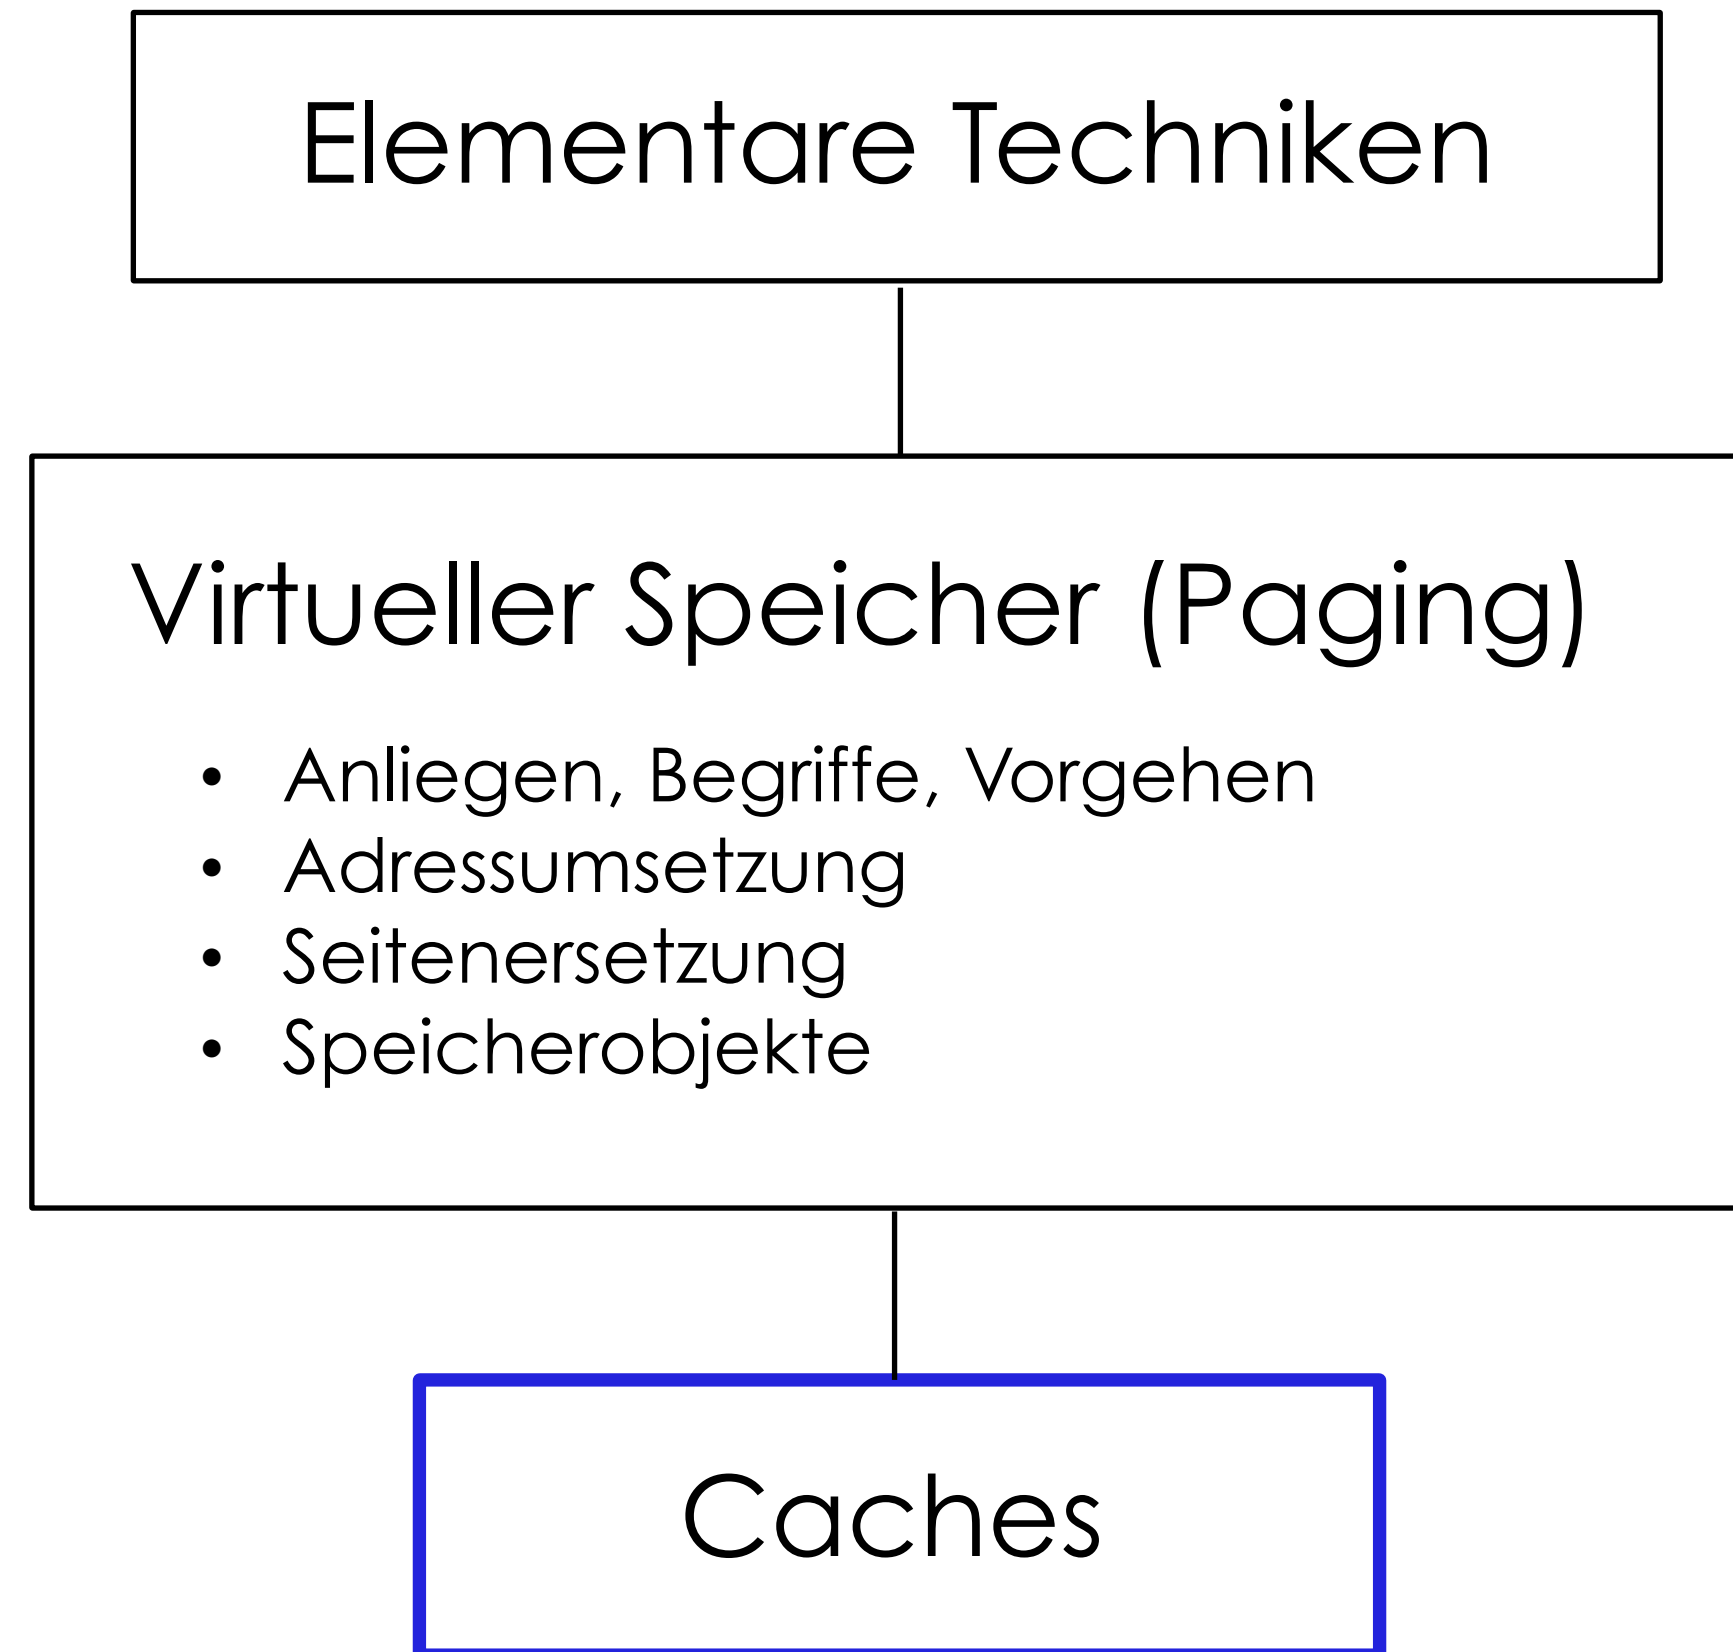 Elementare Techniken
Virtueller Speicher (Paging)
• Anliegen, Begriffe, Vorgehen
• Adressumsetzung
• Seitenersetzung
• Speicherobjekte
Caches